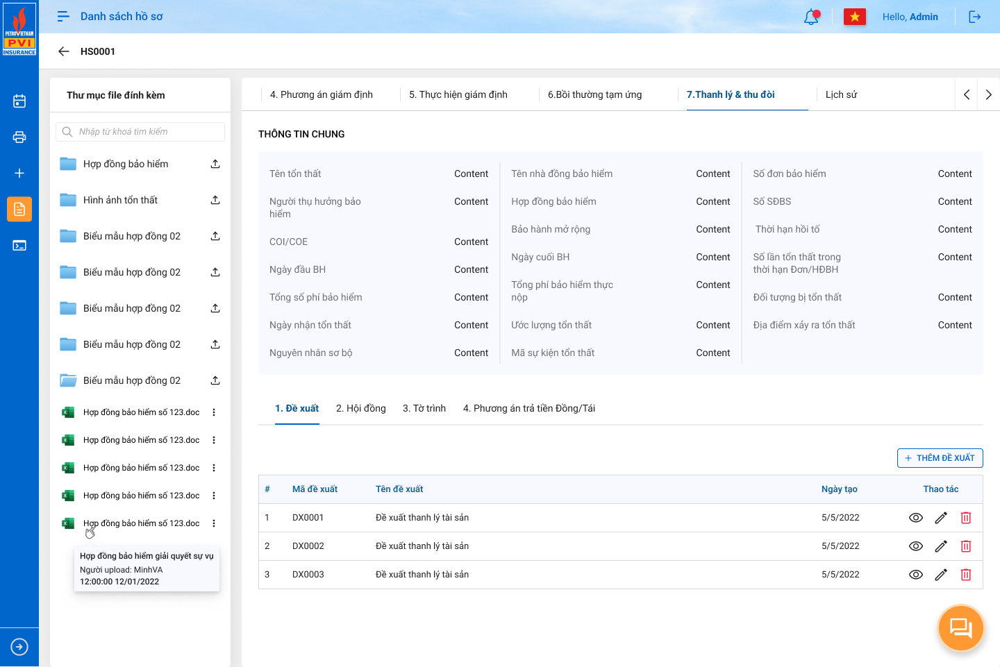 PETROVIETNAM
PVI
INSURANCE
Danh sách hồ sơ
Hello, Admin
HS0001
Thư mục file đính kèm
Nhập từ khoá tìm kiếm
Hợp đồng bảo hiểm
Hình ảnh tổn thất
Biểu mẫu hợp đồng 02
Biểu mẫu hợp đồng 02
Biểu mẫu hợp đồng 02
Biểu mẫu hợp đồng 02
Biểu mẫu hợp đồng 02
Hợp đồng bảo hiểm số 123.doc
Hợp đồng bảo hiểm số 123.doc
Hợp đồng bảo hiểm số 123.doc
Hợp đồng bảo hiểm số 123.doc
Hợp đồng bảo hiểm số 123.doc
Hợp đồng bảo hiểm giải quyết sự vụ
Người upload: MinhVA
12:00:00 12/01/2022
4. Phương án giám định 5. Thực hiện giám định 6.Bồi thường tạm ứng 7.Thanh lý & thu đòi Lịch sử
THÔNG TIN CHUNG
Tên tổn thất Content
Người thụ hưởng bảo
hiểm Content
COI/COE Content
Ngày đầu BH Content
Tổng số phí bảo hiểm Content
Ngày nhận tổn thất Content
Nguyên nhân sơ bộ Content
Tên nhà đồng bảo hiểm Content
Hợp đồng bảo hiểm Content
Bảo hành mở rộng Content
Ngày cuối BH Content
Tổng phí bảo hiểm thực
nộp Content
Ước lượng tổn thất Content
Mã sự kiện tổn thất Content
Số đơn bảo hiểm Content
Số SĐBS Content
Thời hạn hồi tố Content
Số lần tổn thất trong
thời hạn Đơn/HĐBH Content
Đối tượng bị tổn thất Content
Địa điểm xảy ra tổn thất Content
1. Đề xuất 2. Hội đồng 3. Tờ trình 4. Phương án trả tiền Đồng/Tái
+ THÊM ĐỀ XUẤT
# Mã đề xuất Tên đề xuất Ngày tạo Thao tác
1 DX0001 Đề xuất thanh lý tài sản 5/5/2022
2 DX0002 Đề xuất thanh lý tài sản 5/5/2022
3 DX0003 Đề xuất thanh lý tài sản 5/5/2022